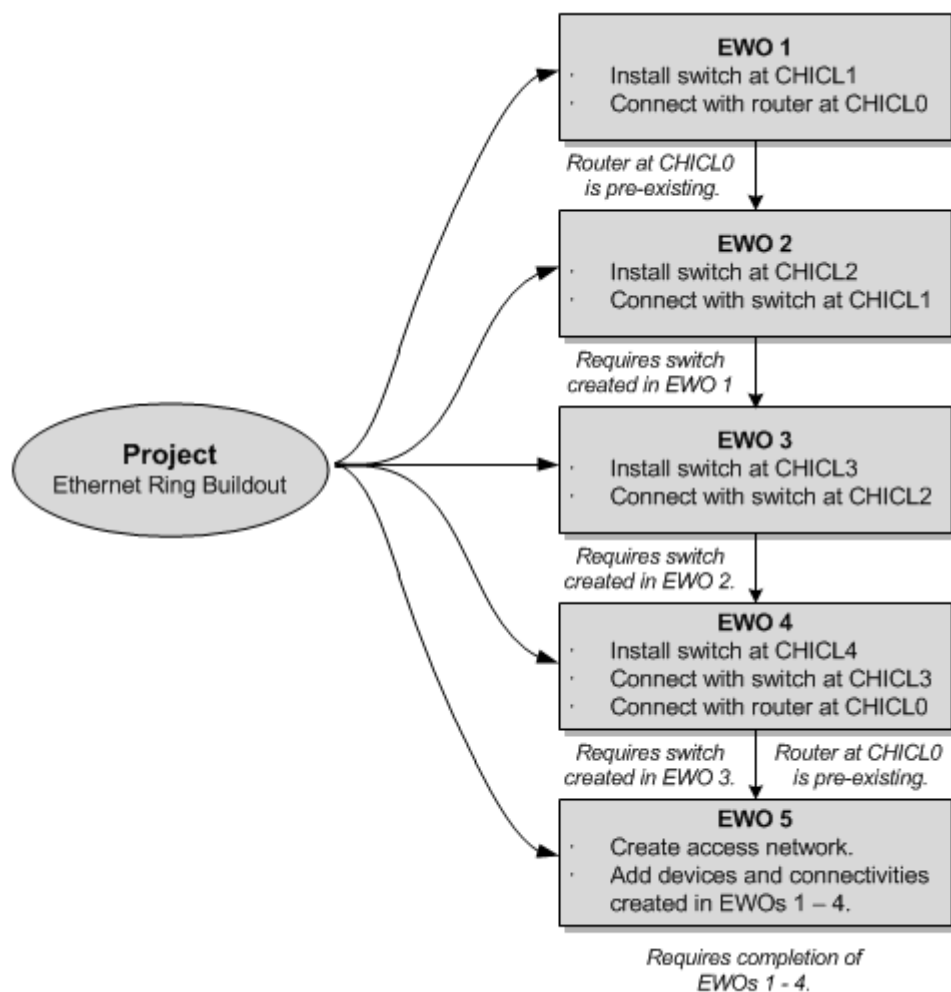 EWO 1
· Install switch at CHICL1
· Connect with router at CHICL0
Router at CHICL0
is pre-existing.
EWO 2
· Install switch at CHICL2
· Connect with switch at CHICL1
Requires switch
created in EWO 1
Project
Ethernet Ring Buildout
EWO 3
· Install switch at CHICL3
· Connect with switch at CHICL2
Requires switch
created in EWO 2.
EWO 4
· Install switch at CHICL4
· Connect with switch at CHICL3
· Connect with router at CHICL0
Requires switch
created in EWO 3.
Router at CHICL0
is pre-existing.
EWO 5
· Create access network.
· Add devices and connectivities
created in EWOs 1 – 4.
Requires completion of
EWOs 1 - 4.